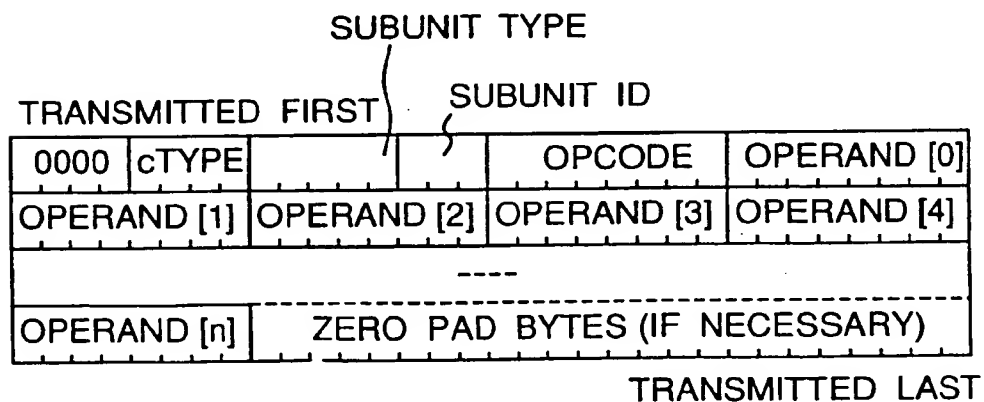 SUBUNIT TYPE
SUBUNIT ID
TRANSMITTED FIRST
0000 cTYPE OPCODE OPERAND [0]
OPERAND [1] OPERAND [2] OPERAND [3] OPERAND [4]
----
OPERAND [n] ZERO PAD BYTES (IF NECESSARY)
TRANSMITTED LAST